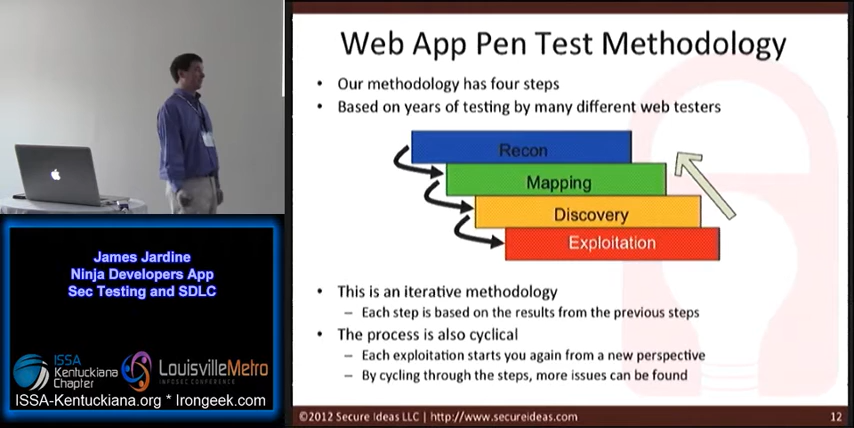 Web App Pen Test Methodology
• Our methodology has four steps
• Based on years of testing by many different web testers
Recon
Mapping
Discovery
Exploitation
• This is an iterative methodology
– Each step is based on the results from the previous steps
• The process is also cyclical
– Each exploitation starts you again from a new perspective
– By cycling through the steps, more issues can be found
©2012 Secure Ideas LLC | http://www.secureideas.com
12
James Jardine
Ninja Developers App
Sec Testing and SDLC
ISSA
Kentuckiana
Chapter
LouisvilleMetro
INFOSEC CONFERENCE
ISSA-Kentuckiana.org * Irongeek.com